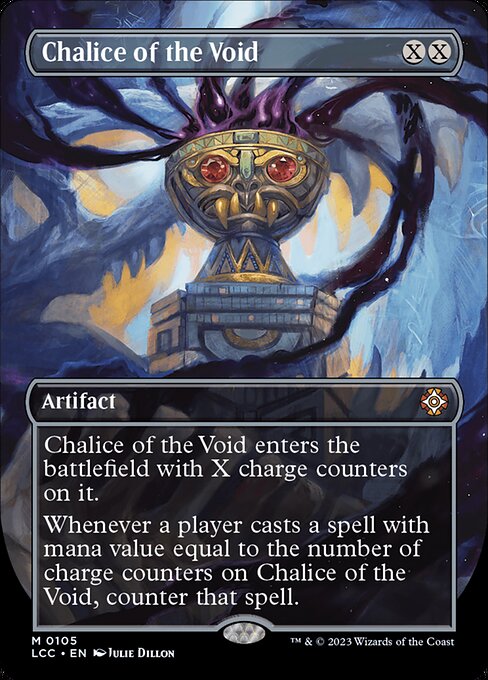 Chalice of the Void XX
Artifact
Chalice of the Void enters the
battlefield with X charge counters
on it.
Whenever a player casts a spell with
mana value equal to the number of
charge counters on Chalice of the
Void, counter that spell.
M 0105
LCC • EN JULIE DILLON
™ & © 2023 Wizards of the Coast